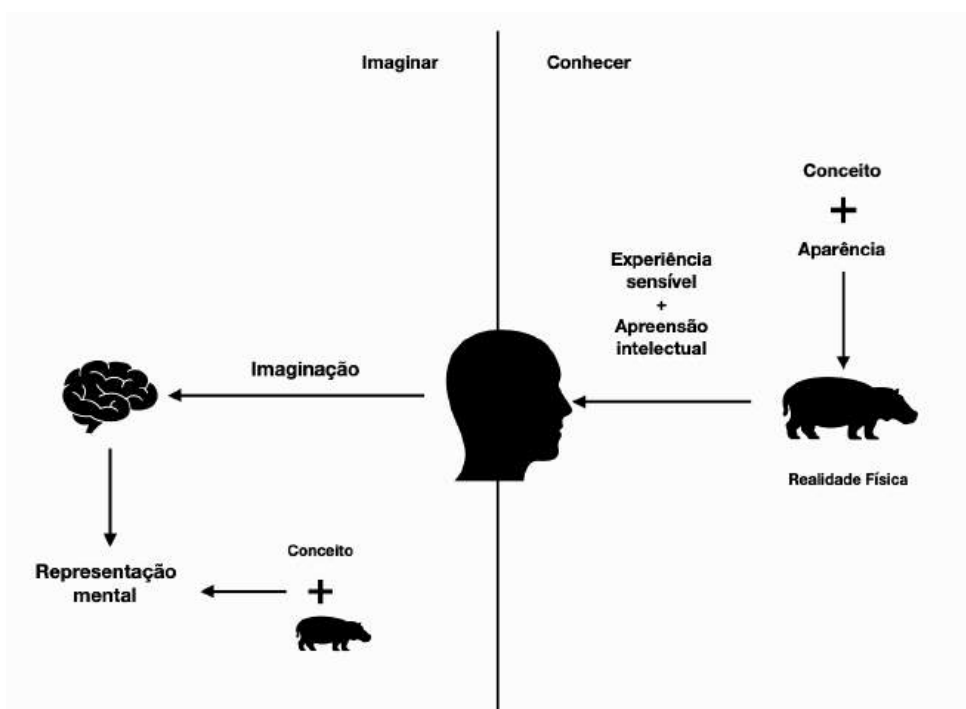 Imaginar
Conhecer
Conceito
+
Aparência
Experiência
sensível
+
Apreensão
intelectual
Imaginação
Realidade Física
Conceito
+
Representação
mental